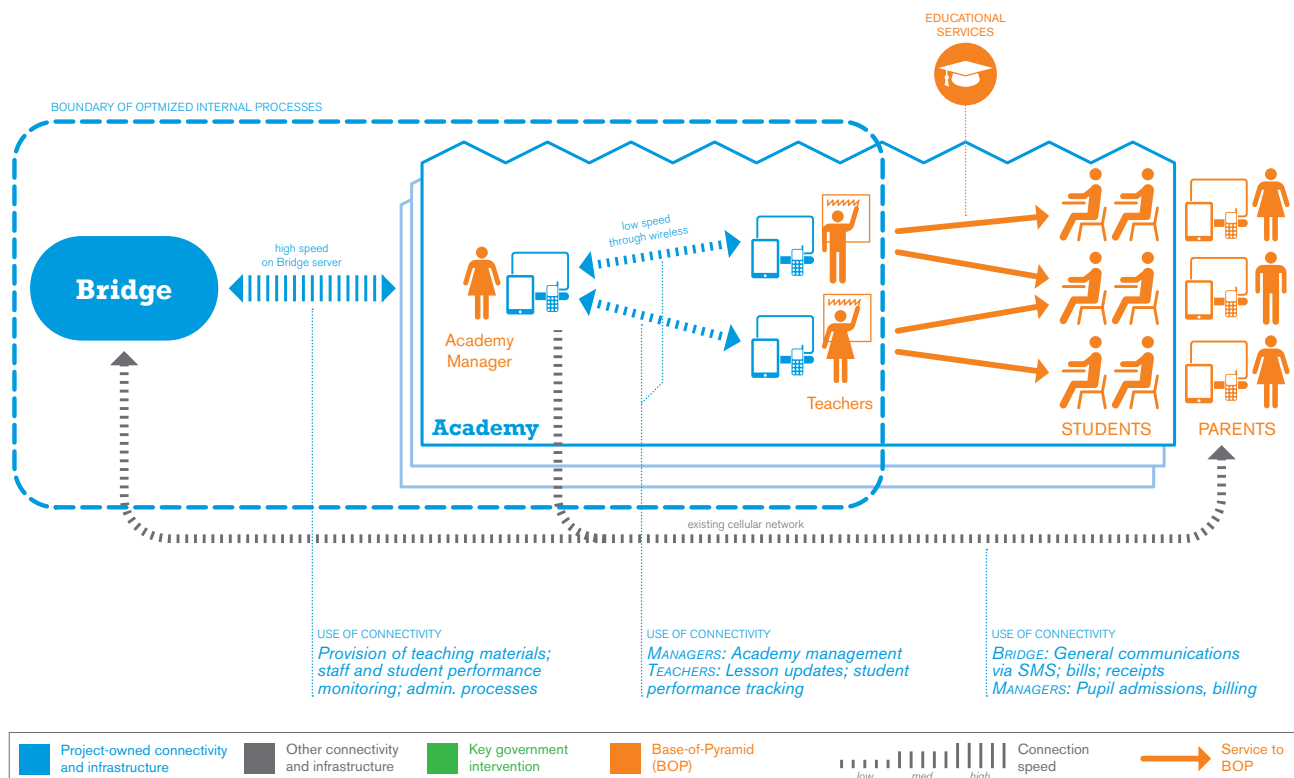 EDUCATIONAL
SERVICES
BOUNDARY OF OPTMIZED INTERNAL PROCESSES
low speed
through wireless
high speed
on Bridge server
Bridge
Academy
Manager
Teachers
Academy
STUDENTS
PARENTS
existing cellular network
USE OF CONNECTIVITY
Provision of teaching materials;
staff and student performance
monitoring; admin. processes
USE OF CONNECTIVITY
MANAGERS: Academy management
TEACHERS: Lesson updates; student
performance tracking
USE OF CONNECTIVITY
BRIDGE: General communications
via SMS; bills; receipts
MANAGERS: Pupil admissions, billing
Project-owned connectivity
and infrastructure
Other connectivity
and infrastructure
Key government
intervention
Base-of-Pyramid
(BOP)
low med high
Connection
speed
Service to
BOP